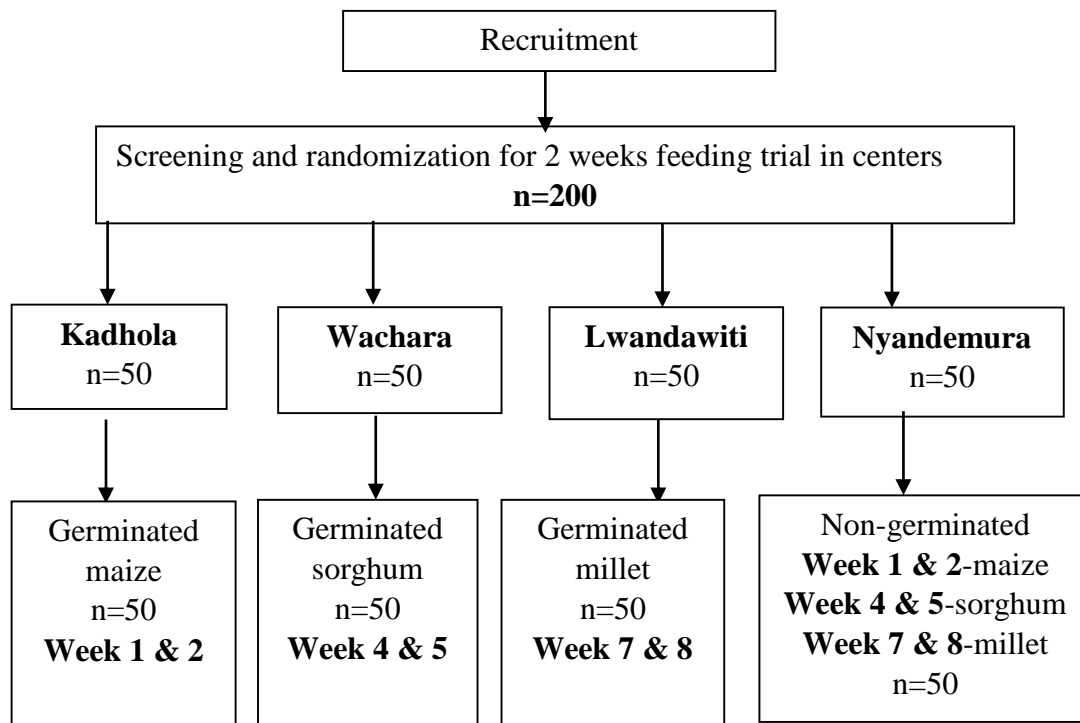 Recruitment
Screening and randomization for 2 weeks feeding trial in centers
n=200
Kadhola
n=50
Wachara
n=50
Lwandawiti
n=50
Nyandemura
n=50
Germinated
maize
n=50
Week 1 & 2
Germinated
sorghum
n=50
Week 4 & 5
Germinated
millet
n=50
Week 7 & 8
Non-germinated
Week 1 & 2-maize
Week 4 & 5-sorghum
Week 7 & 8-millet
n=50